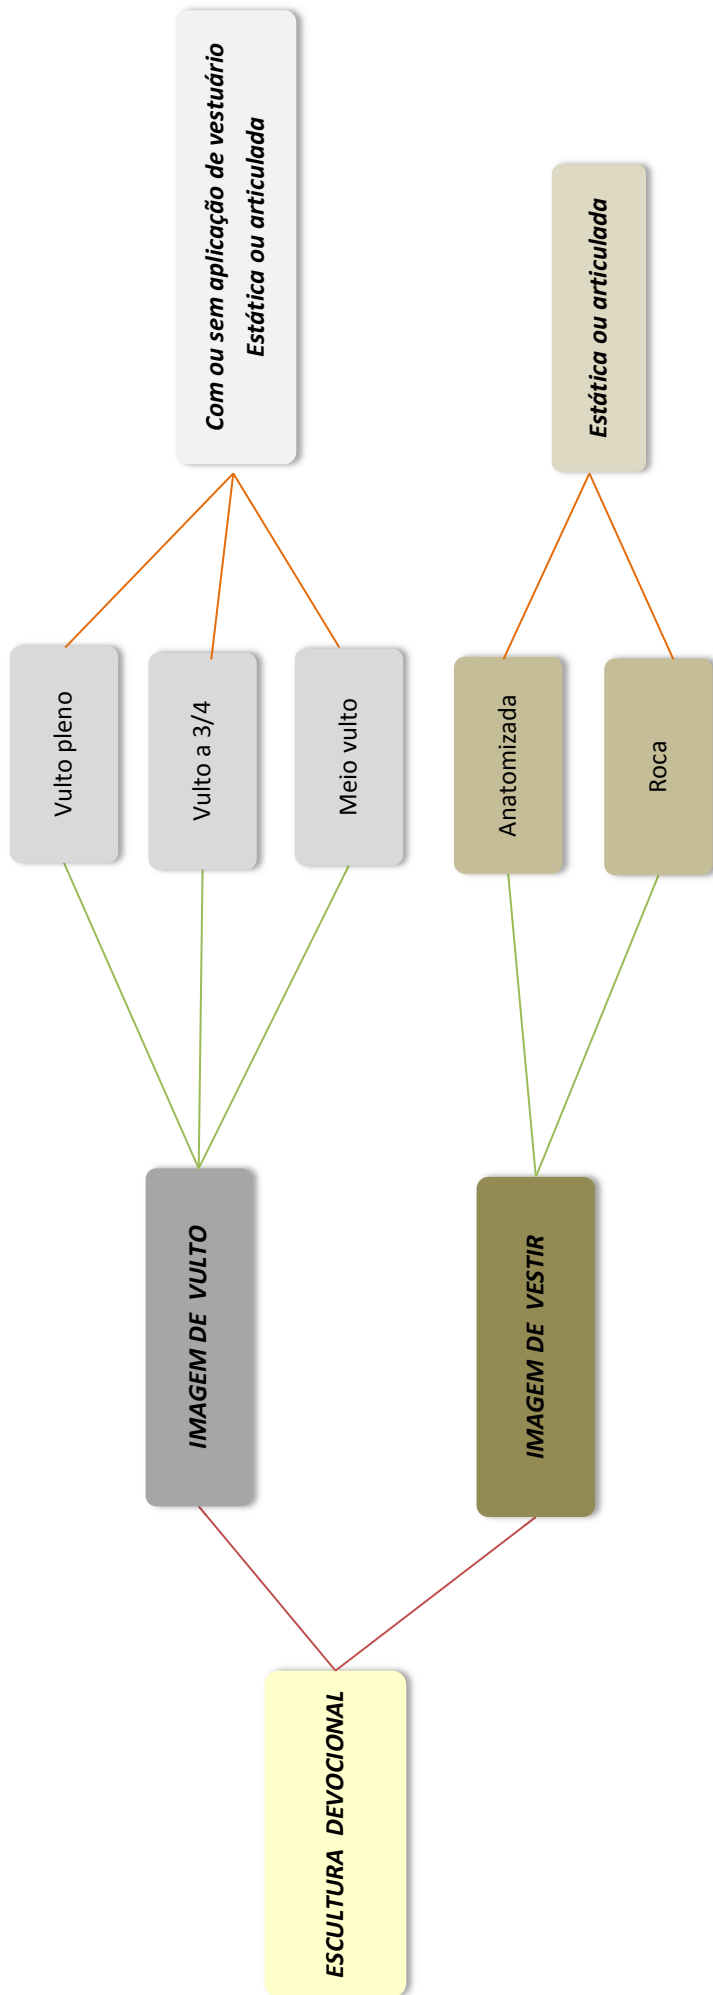 ESCULTURA DEVOCIONAL
IMAGEM DE VULTO
Vulto pleno
Vulto a 3/4
Meio vulto
Com ou sem aplicação de vestuário
Estática ou articulada
IMAGEM DE VESTIR
Anatomizada
Roca
Estática ou articulada